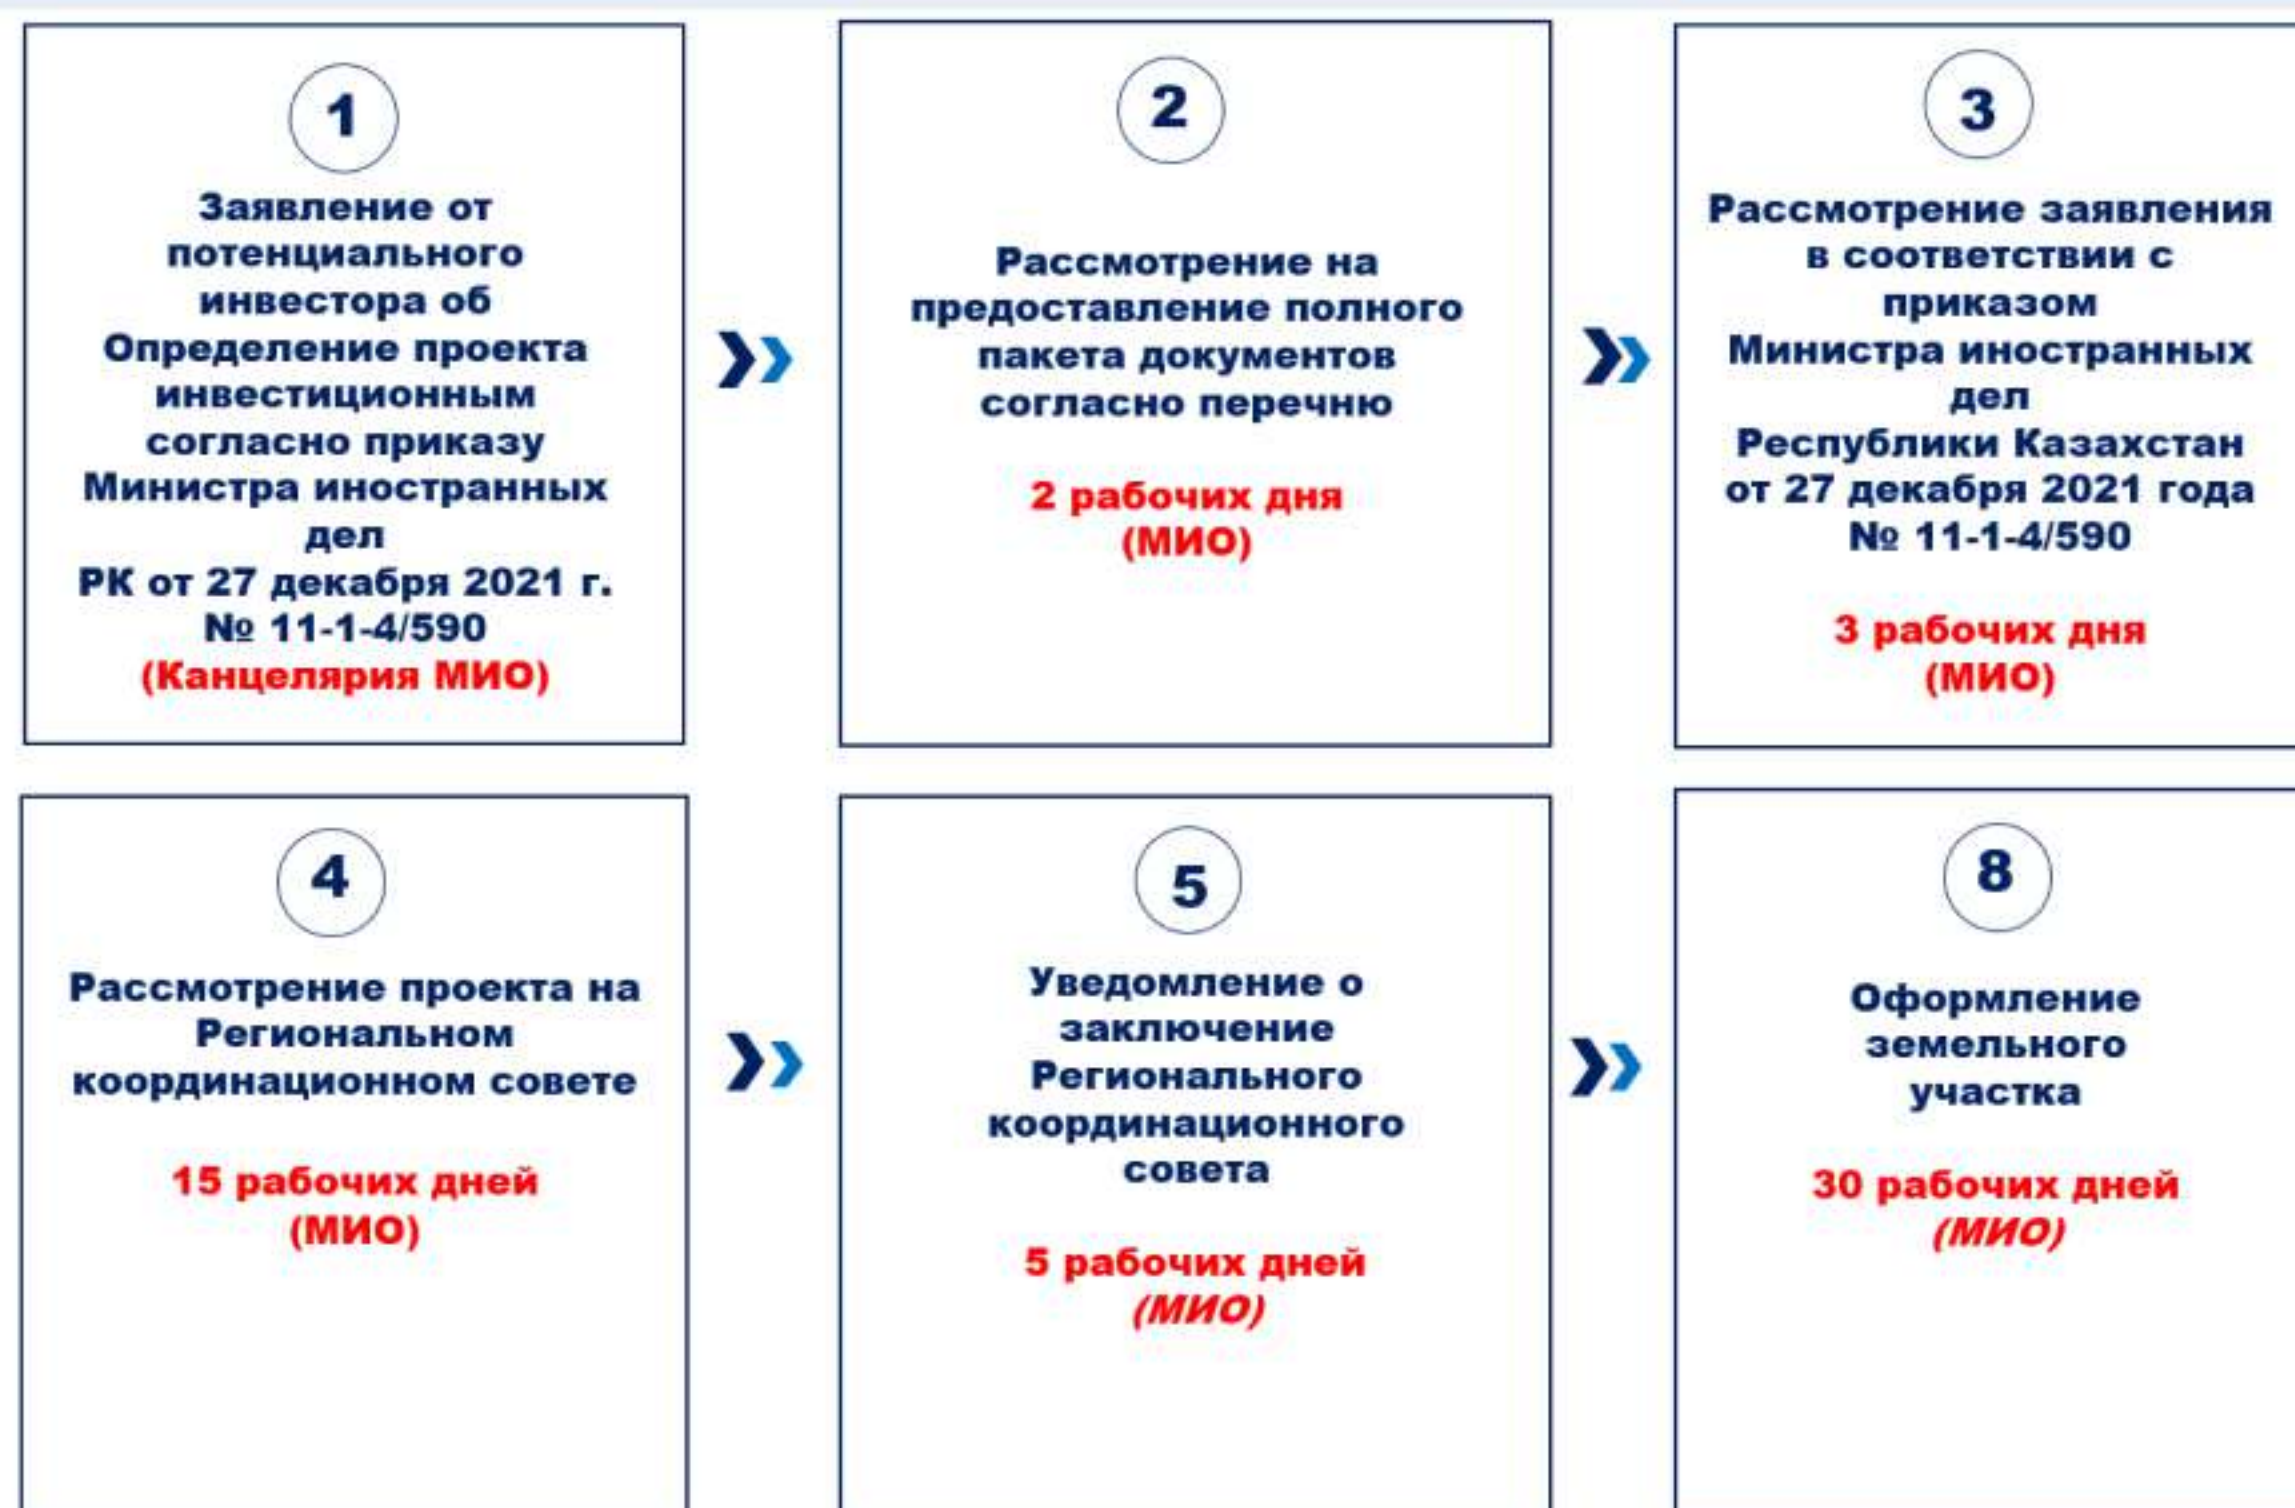 1
Заявление от
потенциального
инвестора об
Определение проекта
инвестиционным
согласно приказу
Министра иностранных
дел
РК от 27 декабря 2021 г.
№ 11-1-4/590
(Канцелярия МИО)
2
Рассмотрение на
предоставление полного
пакета документов
согласно перечню
2 рабочих дня
(МИО)
3
Рассмотрение заявления
в соответствии с
приказом
Министра иностранных
дел
Республики Казахстан
от 27 декабря 2021 года
№ 11-1-4/590
3 рабочих дня
(МИО)
4
Рассмотрение проекта на
Региональном
координационном совете
15 рабочих дней
(МИО)
5
Уведомление о
заключение
Регионального
координационного
совета
5 рабочих дней
(МИО)
8
Оформление
земельного
участка
30 рабочих дней
(МИО)